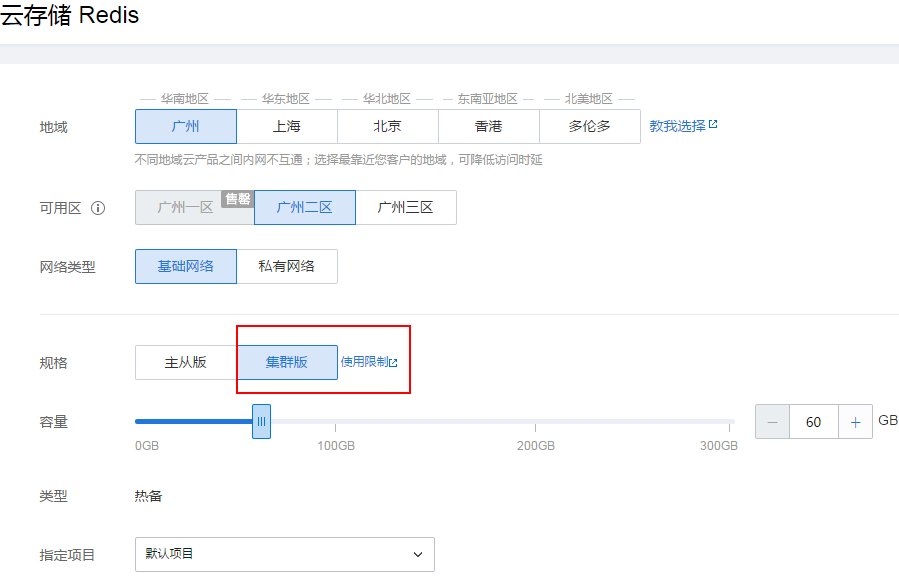 云存储 Redis
华南地区 华东地区 华北地区 东南亚地区 北美地区
地域 广州 上海 北京 香港 多伦多 教我选择
不同地域云产品之间内网不互通；选择最靠近您客户的地域，可降低访问时延
可用区 广州一区 售罄 广州二区 广州三区
网络类型 基础网络 私有网络
规格 主从版 集群版 使用限制
容量 － 60 ＋ GB
0GB 100GB 200GB 300GB
类型 热备
指定项目 默认项目